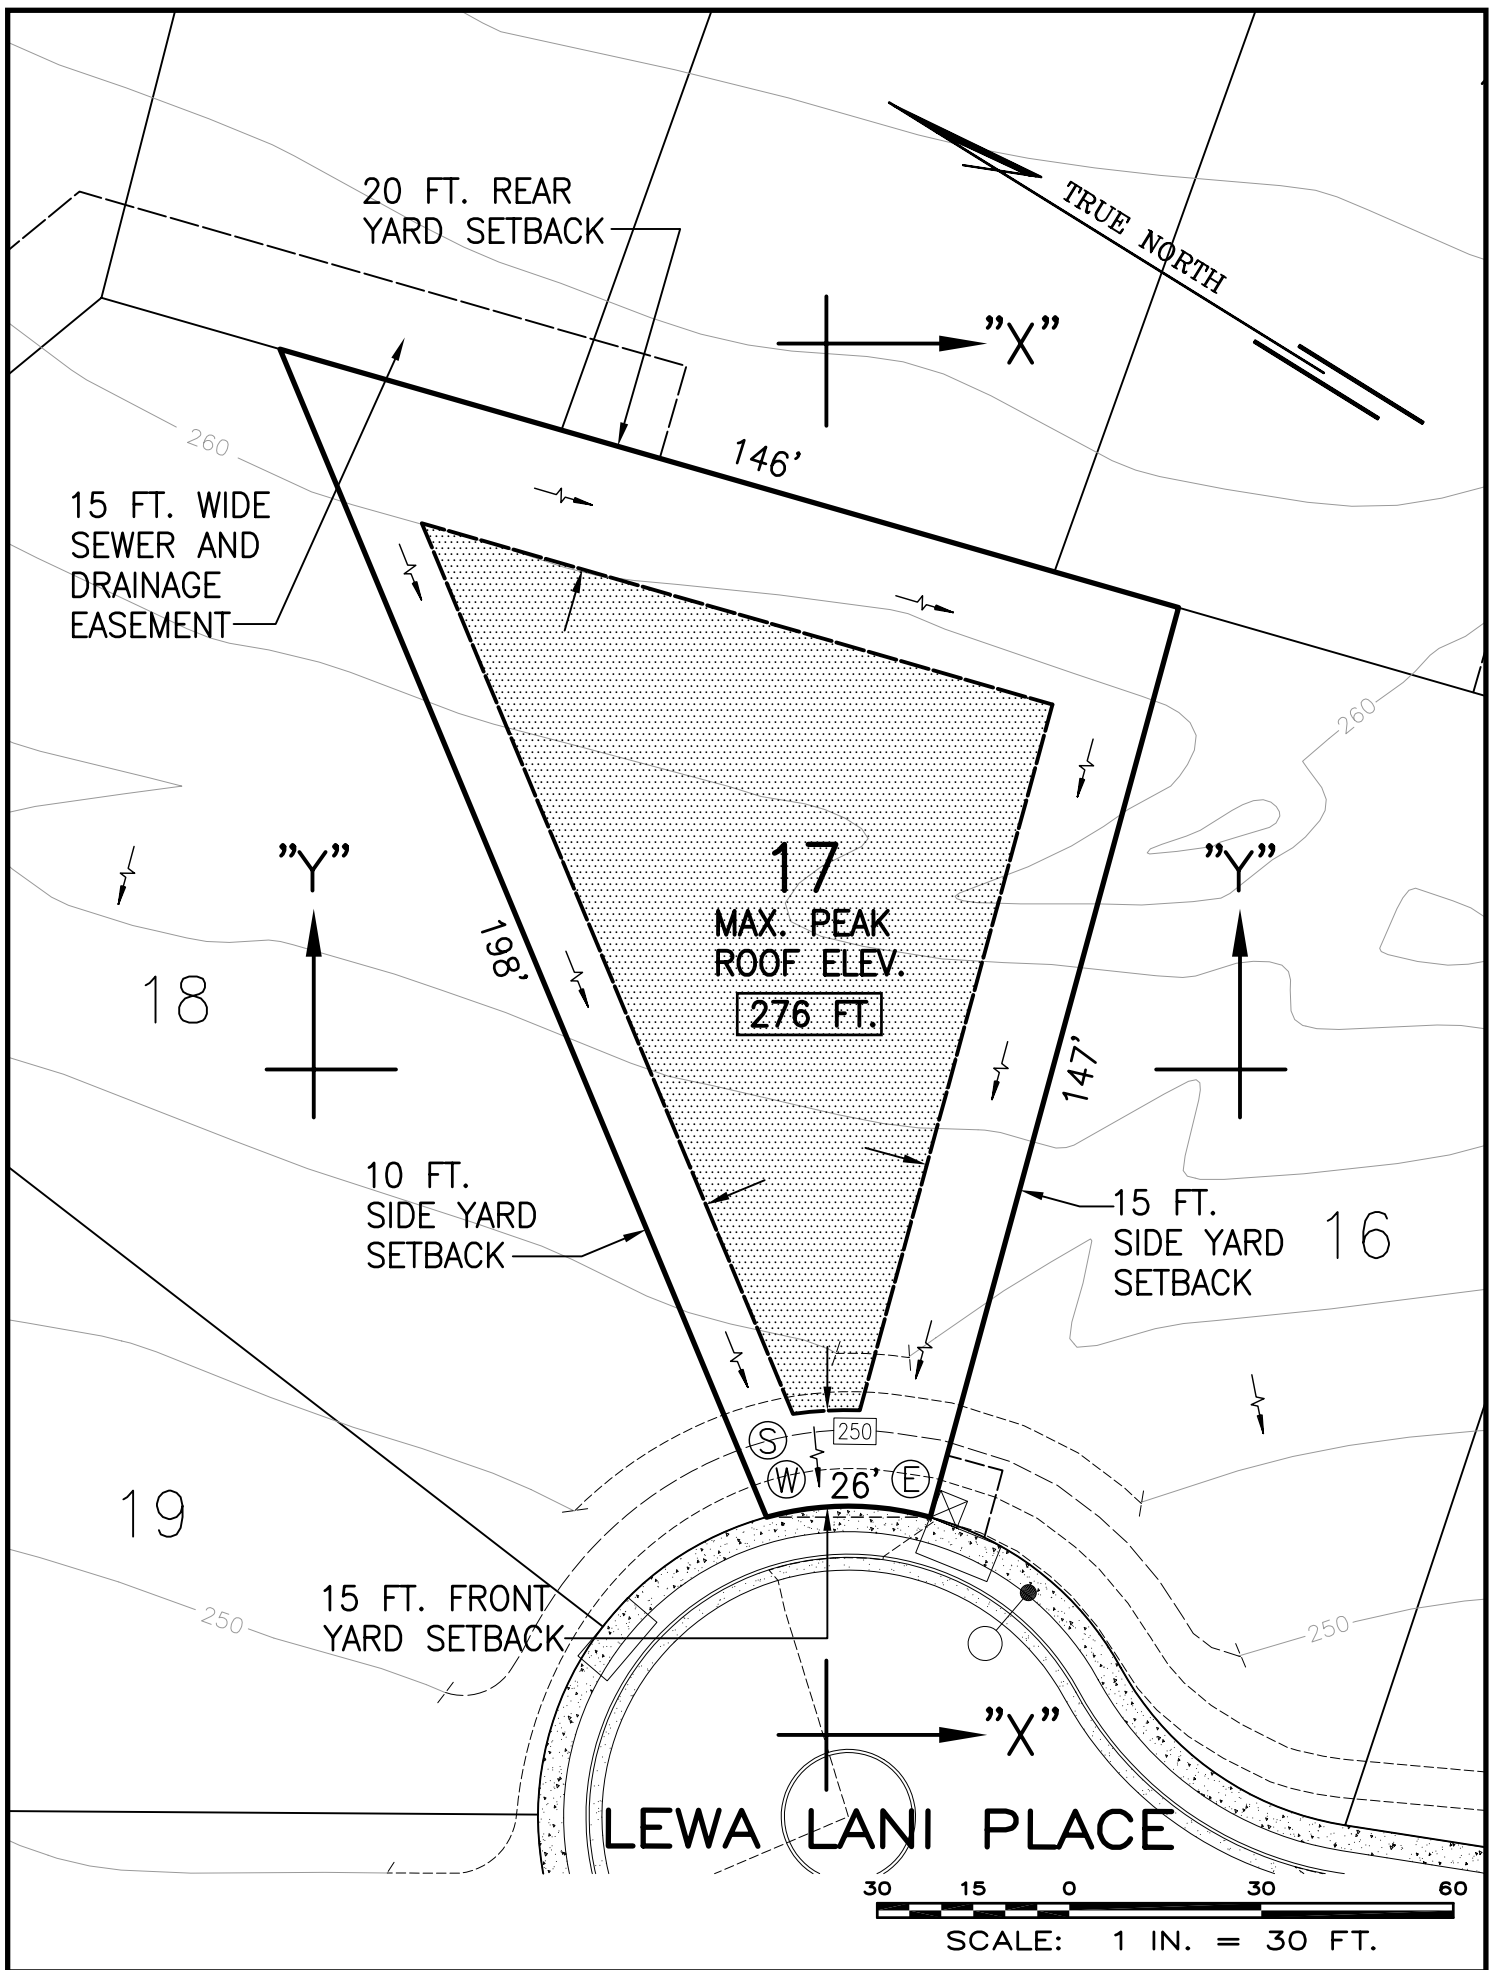 20 FT. REAR
YARD SETBACK
TRUE NORTH
"X"
146'
260
15 FT. WIDE
SEWER AND
DRAINAGE
EASEMENT
260
"Y"
"Y"
17
MAX. PEAK
ROOF ELEV.
276 FT.
198'
18
147'
10 FT.
SIDE YARD
SETBACK
15 FT.
SIDE YARD
SETBACK
16
S
250
W
26'
E
19
15 FT. FRONT
YARD SETBACK
250
250
"X"
LEWA LANI PLACE
30 15 0 30 60
SCALE: 1 IN. = 30 FT.